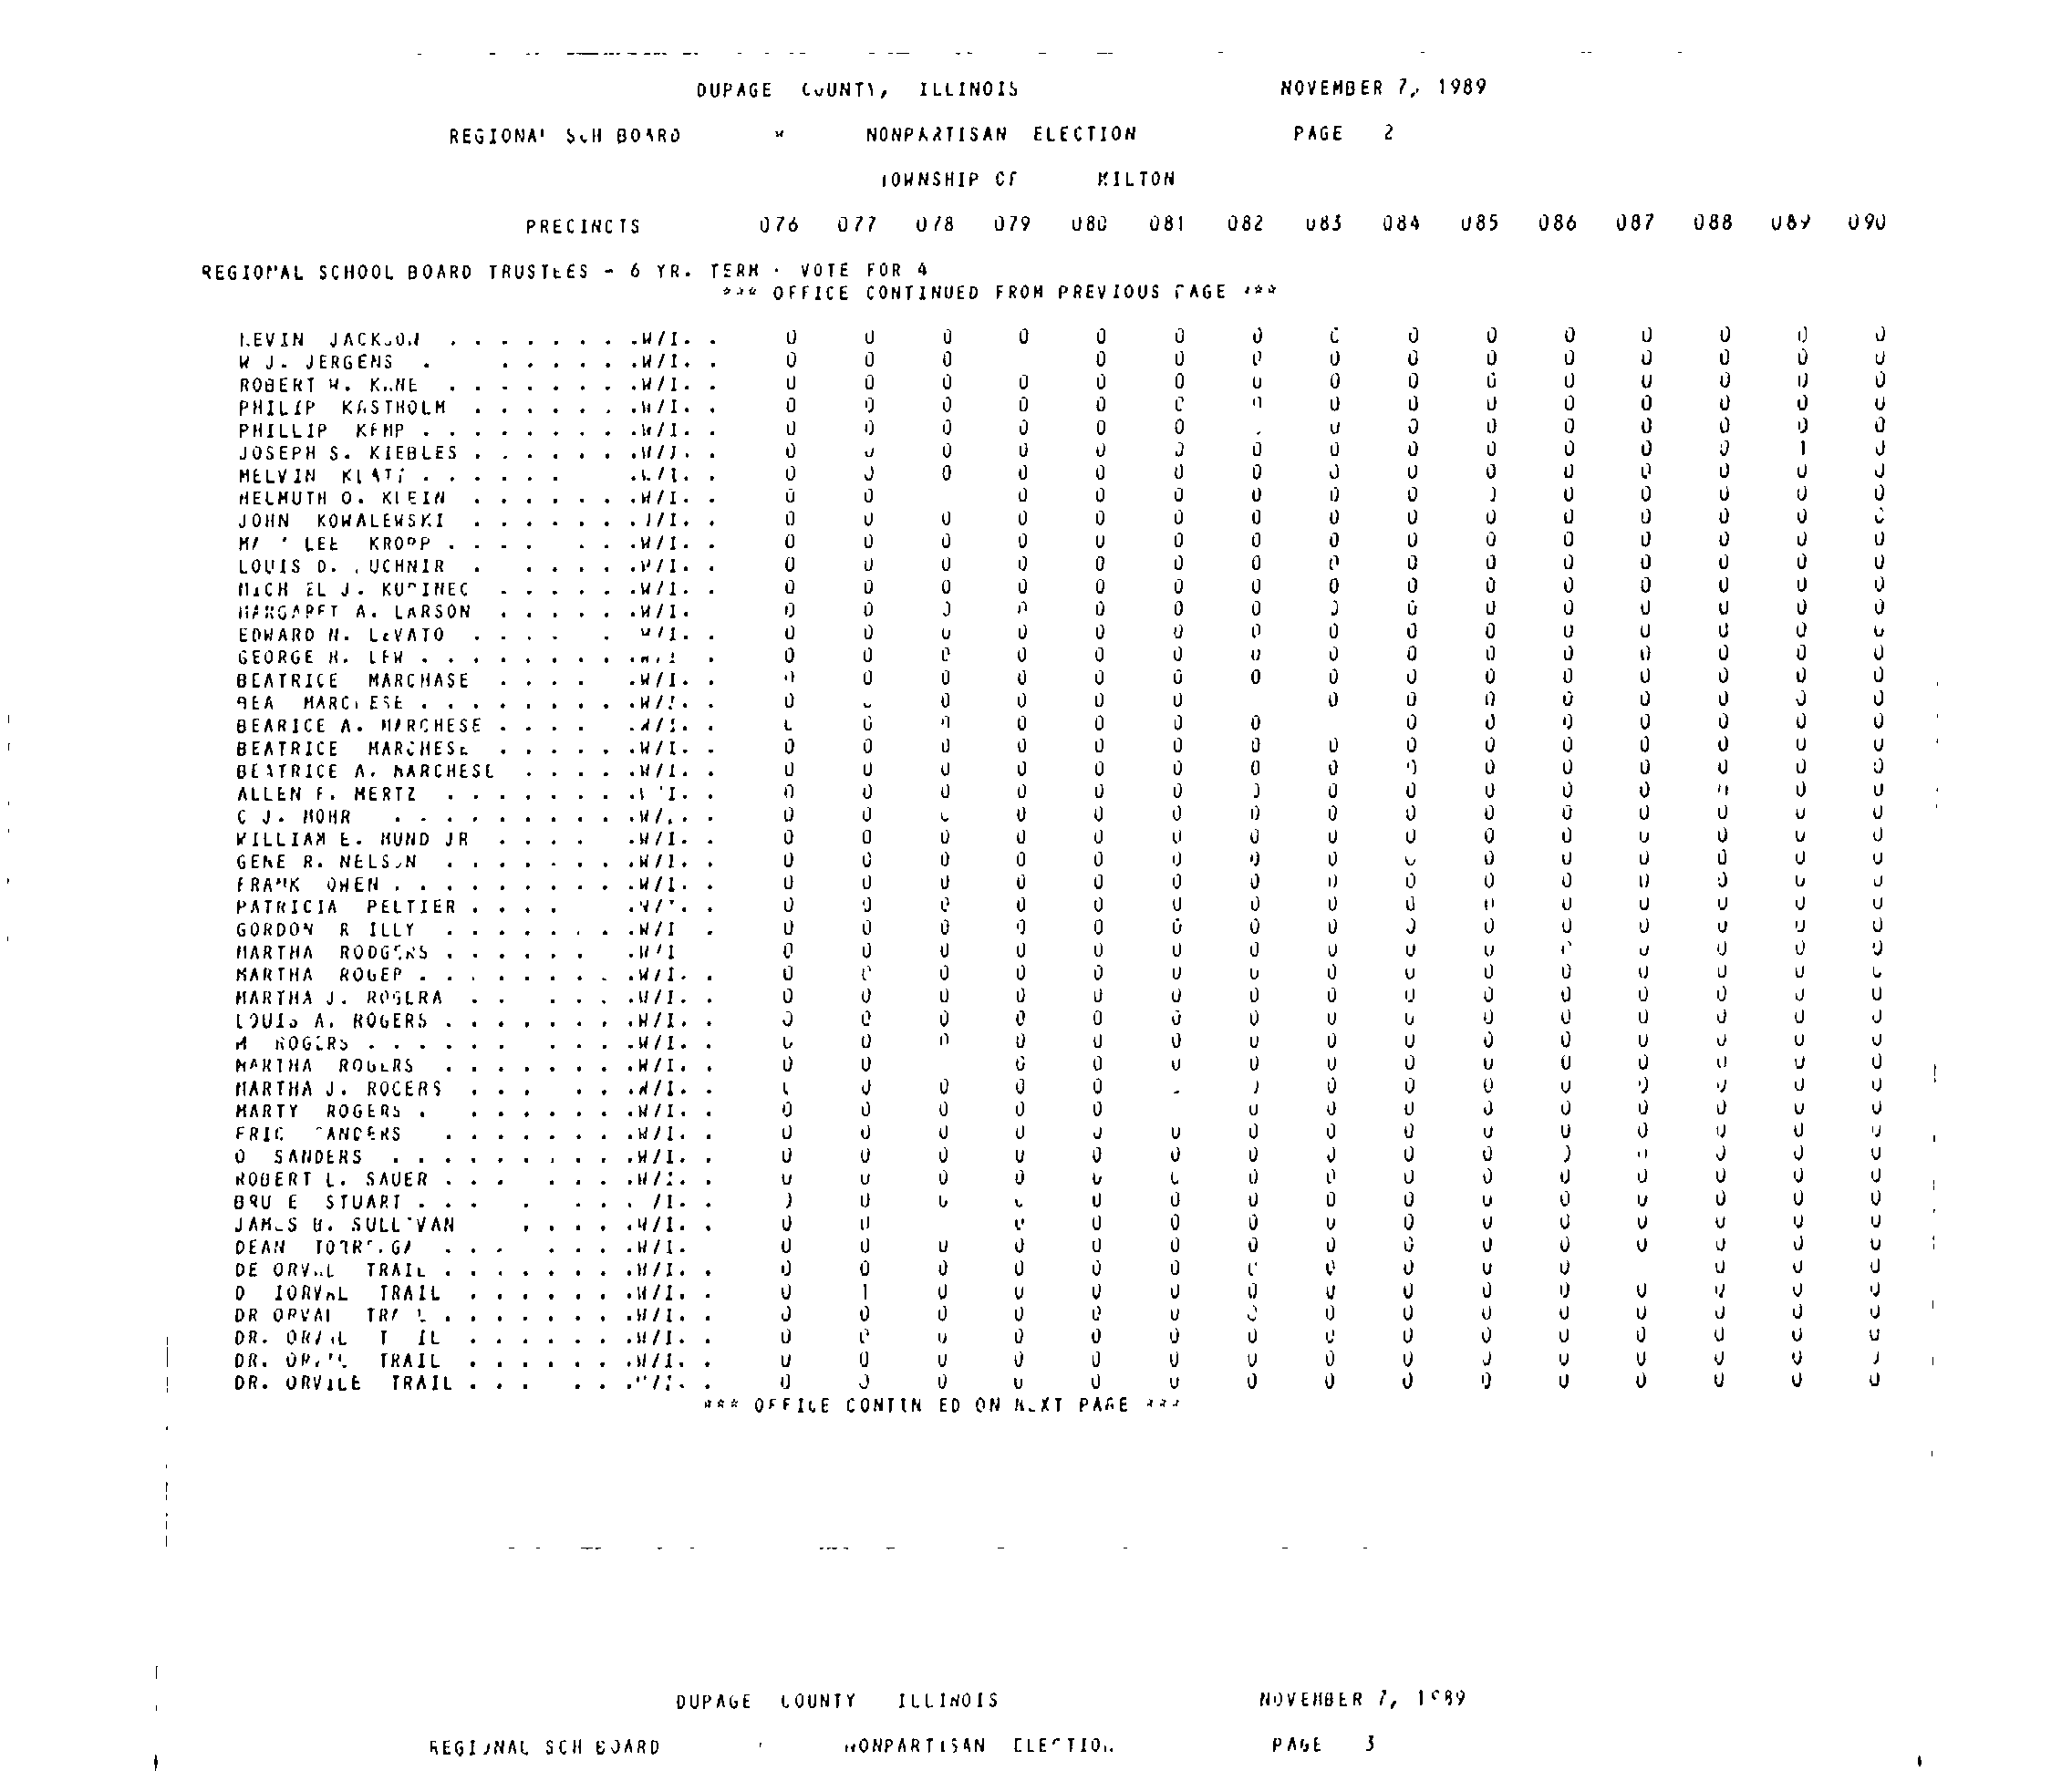 DUPAGE COUNTY, ILLINOIS NOVEMBER 7, 1989
REGIONAL SCH BOARD NONPARTISAN ELECTION PAGE 2
TOWNSHIP OF MILTON
PRECINCTS 076 077 078 079 080 081 082 083 084 085 086 087 088 089 090
REGIONAL SCHOOL BOARD TRUSTEES - 6 YR. TERM - VOTE FOR 4
*** OFFICE CONTINUED FROM PREVIOUS PAGE ***
JACKSON . . . . . . . .W/I. . 0 0 0 0 0 0 0 0 0 0 0 0 0 0 0
W J. JERGENS . . . . . . .W/I. . 0 0 0 0 0 0 0 0 0 0 0 0 0 0
ROBERT W. KANE . . . . . . . .W/I. . 0 0 0 0 0 0 0 0 0 0 0 0 0 0 0
PHILIP KASTHOLM . . . . . . .W/I. . 0 0 0 0 0 0 0 0 0 0 0 0 0 0 0
PHILLIP KEMP . . . . . . . . .W/I. . 0 0 0 0 0 0 0 0 0 0 0 0 0 0
JOSEPH S. KIEBLES . . . . . . .W/I. . 0 0 0 0 0 0 0 0 0 0 0 0 0 1 0
MELVIN . . . . . .W/I. . 0 0 0 0 0 0 0 0 0 0 0 0 0 0 0
HELMUTH O. KLEIN . . . . . . .W/I. . 0 0 0 0 0 0 0 0 0 0 0 0 0 0
JOHN KOWALEWSKI . . . . . . .W/I. . 0 0 0 0 0 0 0 0 0 0 0 0 0 0 0
LEE KROPP . . . . . . .W/I. . 0 0 0 0 0 0 0 0 0 0 0 0 0 0 0
LOUIS D. . . . . . .W/I. . 0 0 0 0 0 0 0 0 0 0 0 0 0 0 0
J. . . . . . .W/I. . 0 0 0 0 0 0 0 0 0 0 0 0 0 0 0
MARGARET A. LARSON . . . . . .W/I. 0 0 0 0 0 0 0 0 0 0 0 0 0 0 0
EDWARD N. LEVATO . . . . . W/I. . 0 0 0 0 0 0 0 0 0 0 0 0 0 0 0
GEORGE H. LEW . . . . . . . . .W/I . 0 0 0 0 0 0 0 0 0 0 0 0 0 0 0
BEATRICE MARCHASE . . . . .W/I. . 0 0 0 0 0 0 0 0 0 0 0 0 0 0 0
BEA MARCHESE . . . . . . . . .W/I. . 0 0 0 0 0 0 0 0 0 0 0 0 0 0
BEARICE A. MARCHESE . . . . .W/I. . 0 0 0 0 0 0 0 0 0 0 0 0 0 0
BEATRICE MARCHESE . . . . . .W/I. . 0 0 0 0 0 0 0 0 0 0 0 0 0 0 0
BEATRICE A. MARCHESE . . . . .W/I. . 0 0 0 0 0 0 0 0 0 0 0 0 0 0 0
ALLEN F. MERTZ . . . . . . . .W/I. . 0 0 0 0 0 0 0 0 0 0 0 0 0 0 0
C J. MOHR . . . . . . . . . .W/I. . 0 0 0 0 0 0 0 0 0 0 0 0 0 0 0
WILLIAM E. MUND JR . . . . .W/I. . 0 0 0 0 0 0 0 0 0 0 0 0 0 0 0
GENE R. NELSON . . . . . . . .W/I. . 0 0 0 0 0 0 0 0 0 0 0 0 0 0 0
FRANK OWEN . . . . . . . . . .W/I. . 0 0 0 0 0 0 0 0 0 0 0 0 0 0 0
PATRICIA PELTIER . . . . .W/I. . 0 0 0 0 0 0 0 0 0 0 0 0 0 0 0
GORDON R ILLY . . . . . . . .W/I . 0 0 0 0 0 0 0 0 0 0 0 0 0 0 0
MARTHA RODGERS . . . . . . .W/I 0 0 0 0 0 0 0 0 0 0 0 0 0 0 0
MARTHA ROGEP . . . . . . . . .W/I. . 0 0 0 0 0 0 0 0 0 0 0 0 0 0 0
MARTHA J. ROGERA . . . . . .W/I. . 0 0 0 0 0 0 0 0 0 0 0 0 0 0 0
LOUIS A. ROGERS . . . . . . . .W/I. . 0 0 0 0 0 0 0 0 0 0 0 0 0 0 0
M ROGERS . . . . . . . . .W/I. . 0 0 0 0 0 0 0 0 0 0 0 0 0 0 0
MARTHA ROGERS . . . . . . . .W/I. . 0 0 0 0 0 0 0 0 0 0 0 0 0 0
MARTHA J. ROGERS . . . . . .W/I. . 0 0 0 0 0 0 0 0 0 0 0 0 0 0
MARTY ROGERS . . . . . . . .W/I. . 0 0 0 0 0 0 0 0 0 0 0 0 0 0
SANDERS . . . . . . . .W/I. . 0 0 0 0 0 0 0 0 0 0 0 0 0 0 0
O SANDERS . . . . . . . . . .W/I. . 0 0 0 0 0 0 0 0 0 0 0 0 0 0 0
ROBERT L. SAUER . . . . . . .W/I. . 0 0 0 0 0 0 0 0 0 0 0 0 0 0 0
STUART . . . . . . . /I. . 0 0 0 0 0 0 0 0 0 0 0 0 0 0 0
JAMES B. SULLIVAN . . . . .W/I. . 0 0 0 0 0 0 0 0 0 0 0 0 0 0
DEAN . . . . . . .W/I. 0 0 0 0 0 0 0 0 0 0 0 0 0 0 0
DE ORVAL TRAIL . . . . . . . .W/I. . 0 0 0 0 0 0 0 0 0 0 0 0 0 0
D IORVAL TRAIL . . . . . . .W/I. . 0 1 0 0 0 0 0 0 0 0 0 0 0 0 0
DR ORVAL TRAIL . . . . . . . .W/I. . 0 0 0 0 0 0 0 0 0 0 0 0 0 0 0
DR. ORVAL TRAIL . . . . . . .W/I. . 0 0 0 0 0 0 0 0 0 0 0 0 0 0 0
DR. TRAIL . . . . . . .W/I. . 0 0 0 0 0 0 0 0 0 0 0 0 0 0 0
DR. ORVILE TRAIL . . . . . .W/I. . 0 0 0 0 0 0 0 0 0 0 0 0 0 0 0
*** OFFICE CONTINUED ON NEXT PAGE ***
DUPAGE COUNTY ILLINOIS NOVEMBER 7, 1989
REGIONAL SCH BOARD NONPARTISAN ELECTION PAGE 3